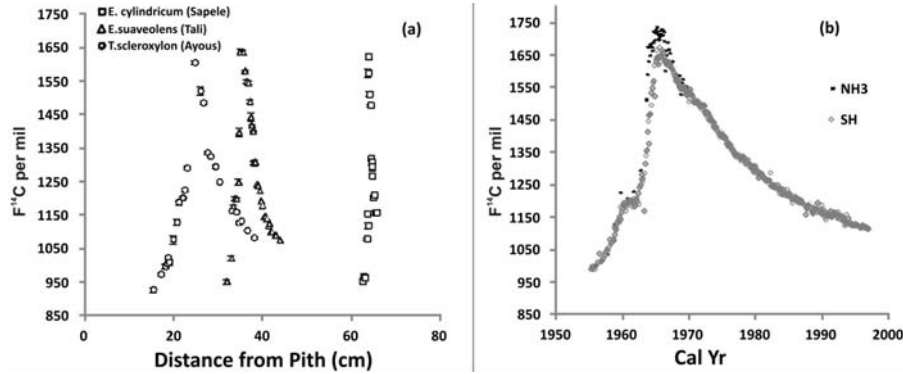 (a)
E. cylindricum (Sapele)
E.suaveolens (Tali)
T.scleroxylon (Ayous)
F¹⁴C per mil
1750
1650
1550
1450
1350
1250
1150
1050
950
850
0 20 40 60 80
Distance from Pith (cm)
(b)
NH3
SH
F¹⁴C per mil
1750
1650
1550
1450
1350
1250
1150
1050
950
850
1950 1960 1970 1980 1990 2000
Cal Yr